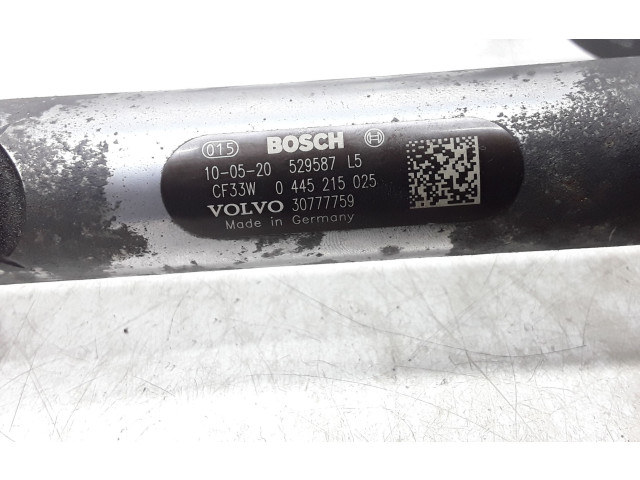 015 BOSCH
10-05-20 529587 L5
CF33W 0 445 215 025
VOLVO 30777759
Made in Germany